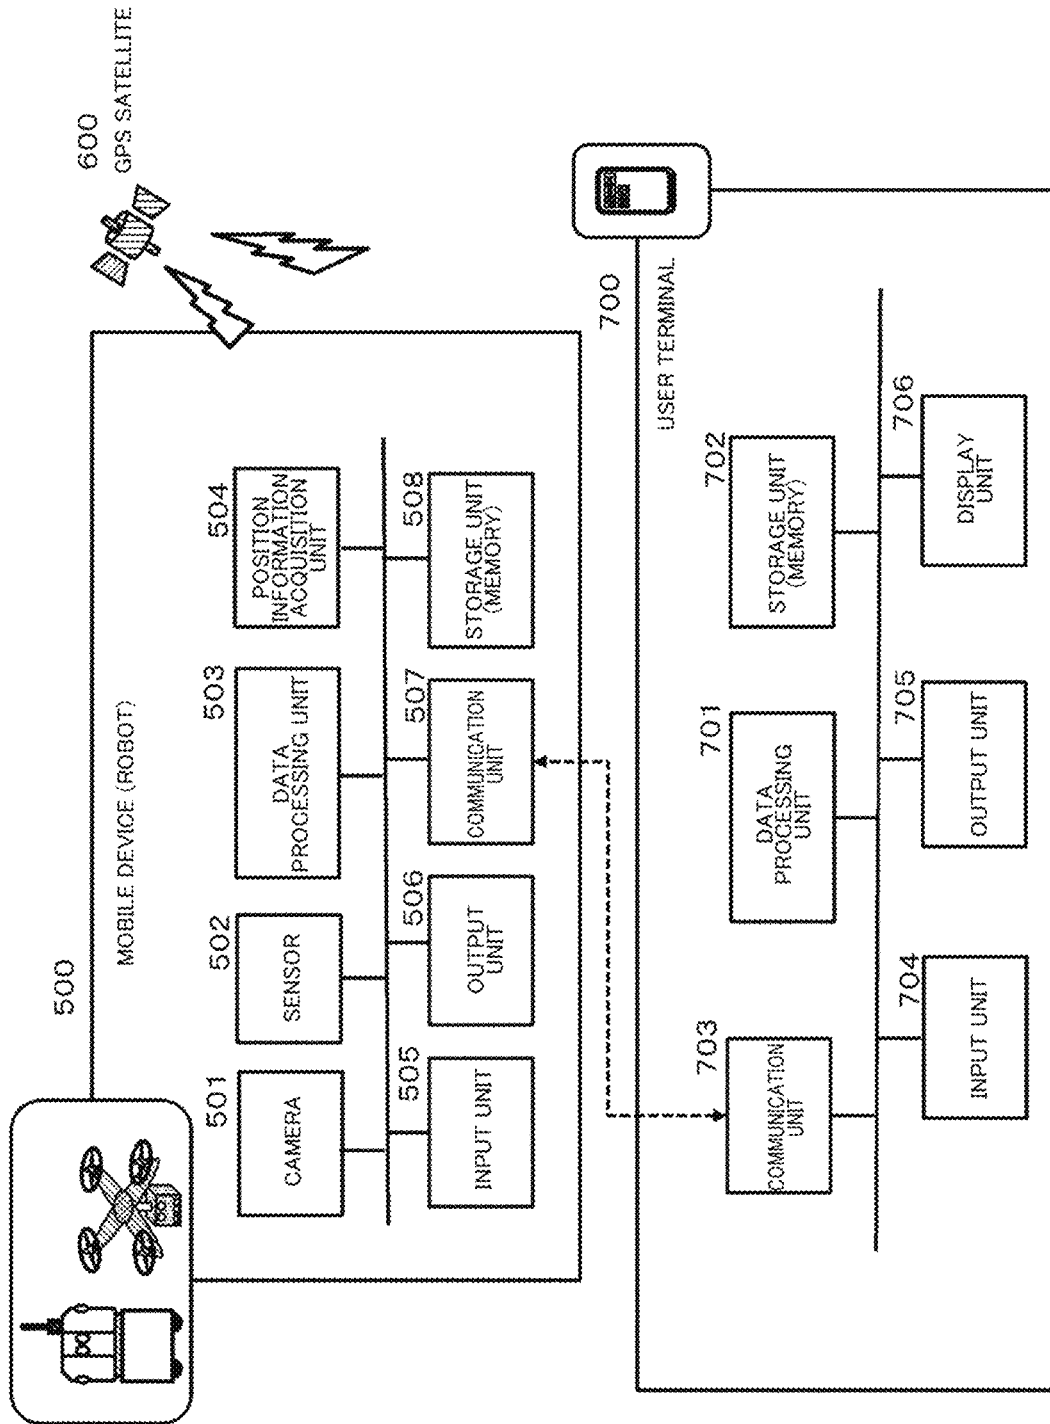 600
GPS SATELLITE
500
MOBILE DEVICE (ROBOT)
501
CAMERA
502
SENSOR
503
DATA
PROCESSING UNIT
504
POSITION
INFORMATION
ACQUISITION
UNIT
505
INPUT UNIT
506
OUTPUT
UNIT
507
COMMUNICATION
UNIT
508
STORAGE UNIT
(MEMORY)
700
USER TERMINAL
703
COMMUNICATION
UNIT
701
DATA
PROCESSING
UNIT
702
STORAGE UNIT
(MEMORY)
704
INPUT UNIT
705
OUTPUT UNIT
706
DISPLAY
UNIT